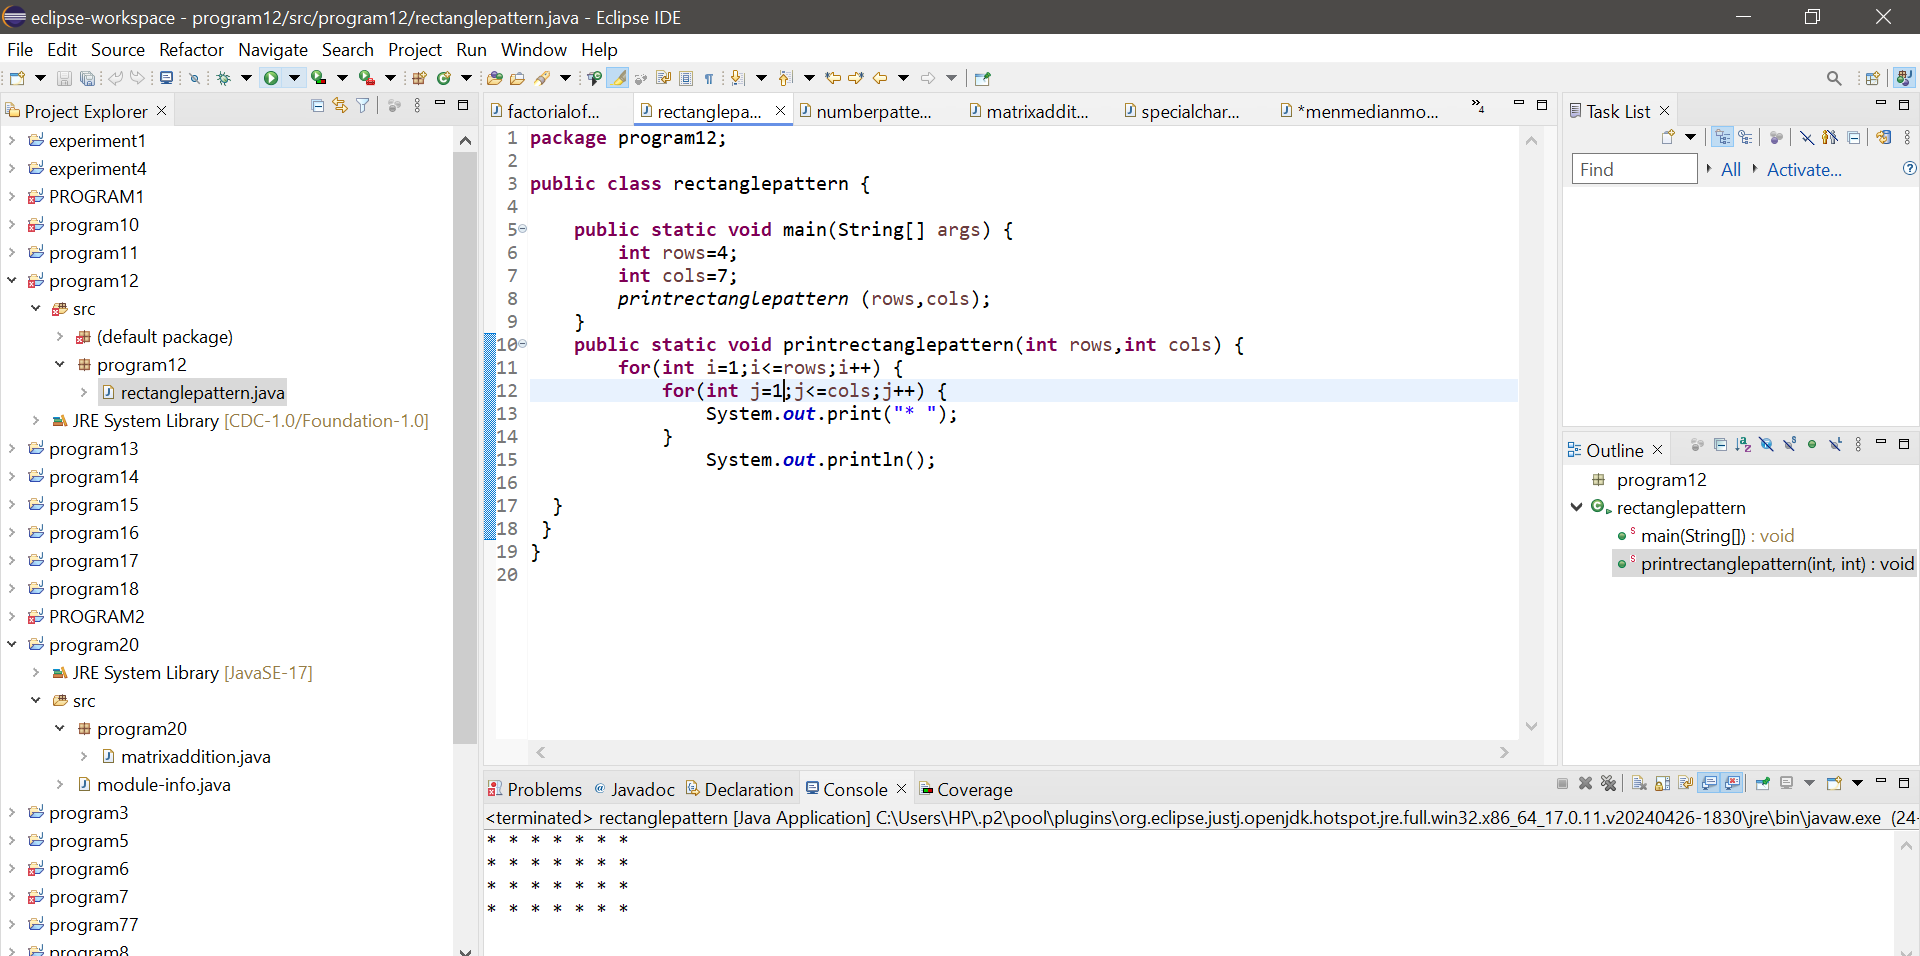 eclipse-workspace - program12/src/program12/rectanglepattern.java - Eclipse IDE
File Edit Source Refactor Navigate Search Project Run Window Help
Project Explorer
experiment1
experiment4
PROGRAM1
program10
program11
program12
src
(default package)
program12
rectanglepattern.java
JRE System Library [CDC-1.0/Foundation-1.0]
program13
program14
program15
program16
program17
program18
PROGRAM2
program20
JRE System Library [JavaSE-17]
src
program20
matrixaddition.java
module-info.java
program3
program5
program6
program7
program77
program8
factorialof... rectanglepa... numberpatte... matrixaddit... specialchar... *menmedianmo... »4
1 package program12;
2
3 public class rectanglepattern {
4
5 public static void main(String[] args) {
6 int rows=4;
7 int cols=7;
8 printrectanglepattern (rows,cols);
9 }
10 public static void printrectanglepattern(int rows,int cols) {
11 for(int i=1;i<=rows;i++) {
12 for(int j=1;j<=cols;j++) {
13 System.out.print("* ");
14 }
15 System.out.println();
16
17 }
18 }
19 }
20
Task List
Find All Activate...
Outline
program12
rectanglepattern
main(String[]) : void
printrectanglepattern(int, int) : void
Problems @ Javadoc Declaration Console Coverage
<terminated> rectanglepattern [Java Application] C:\Users\HP\.p2\pool\plugins\org.eclipse.justj.openjdk.hotspot.jre.full.win32.x86_64_17.0.11.v20240426-1830\jre\bin\javaw.exe (24-
* * * * * * *
* * * * * * *
* * * * * * *
* * * * * * *